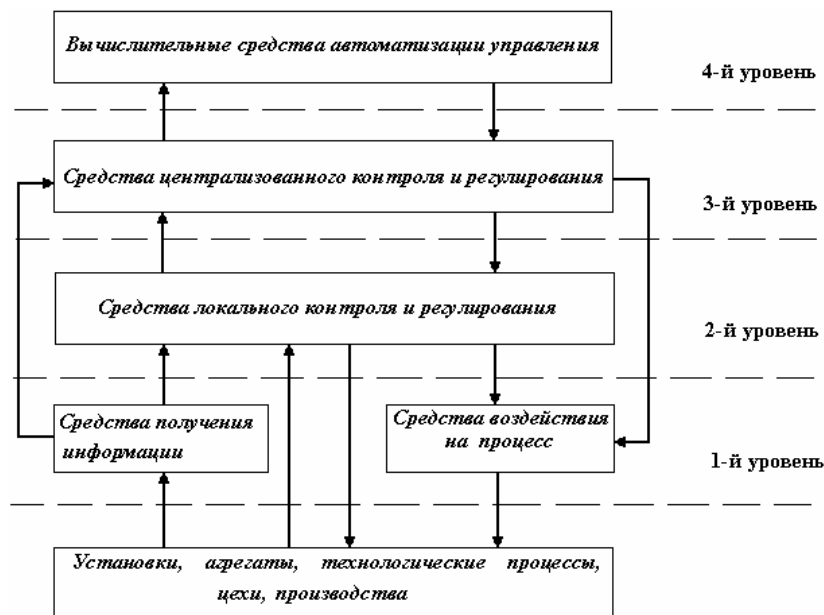 Вычислительные средства автоматизации управления
4-й уровень
Средства централизованного контроля и регулирования
3-й уровень
Средства локального контроля и регулирования
2-й уровень
Средства получения
информации
Средства воздействия
на процесс
1-й уровень
Установки, агрегаты, технологические процессы,
цехи, производства